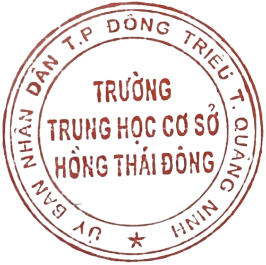 ỦY BAN NHÂN DÂN T.P ĐÔNG TRIỀU T. QUẢNG NINH
TRƯỜNG
TRUNG HỌC CƠ SỞ
HỒNG THÁI ĐÔNG